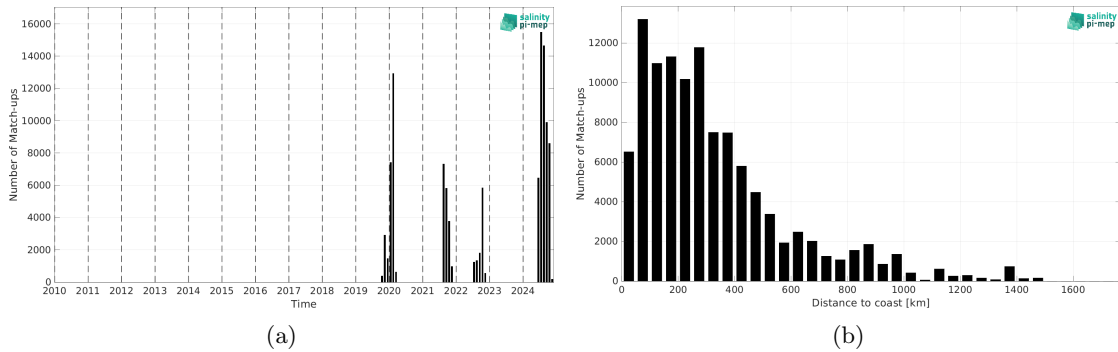 salinity
pi-mep
16000
14000
12000
10000
8000
6000
4000
2000
0
Number of Match-ups
2010 2011 2012 2013 2014 2015 2016 2017 2018 2019 2020 2021 2022 2023 2024
Time
(a)
salinity
pi-mep
12000
10000
8000
6000
4000
2000
0
Number of Match-ups
0 200 400 600 800 1000 1200 1400 1600
Distance to coast [km]
(b)